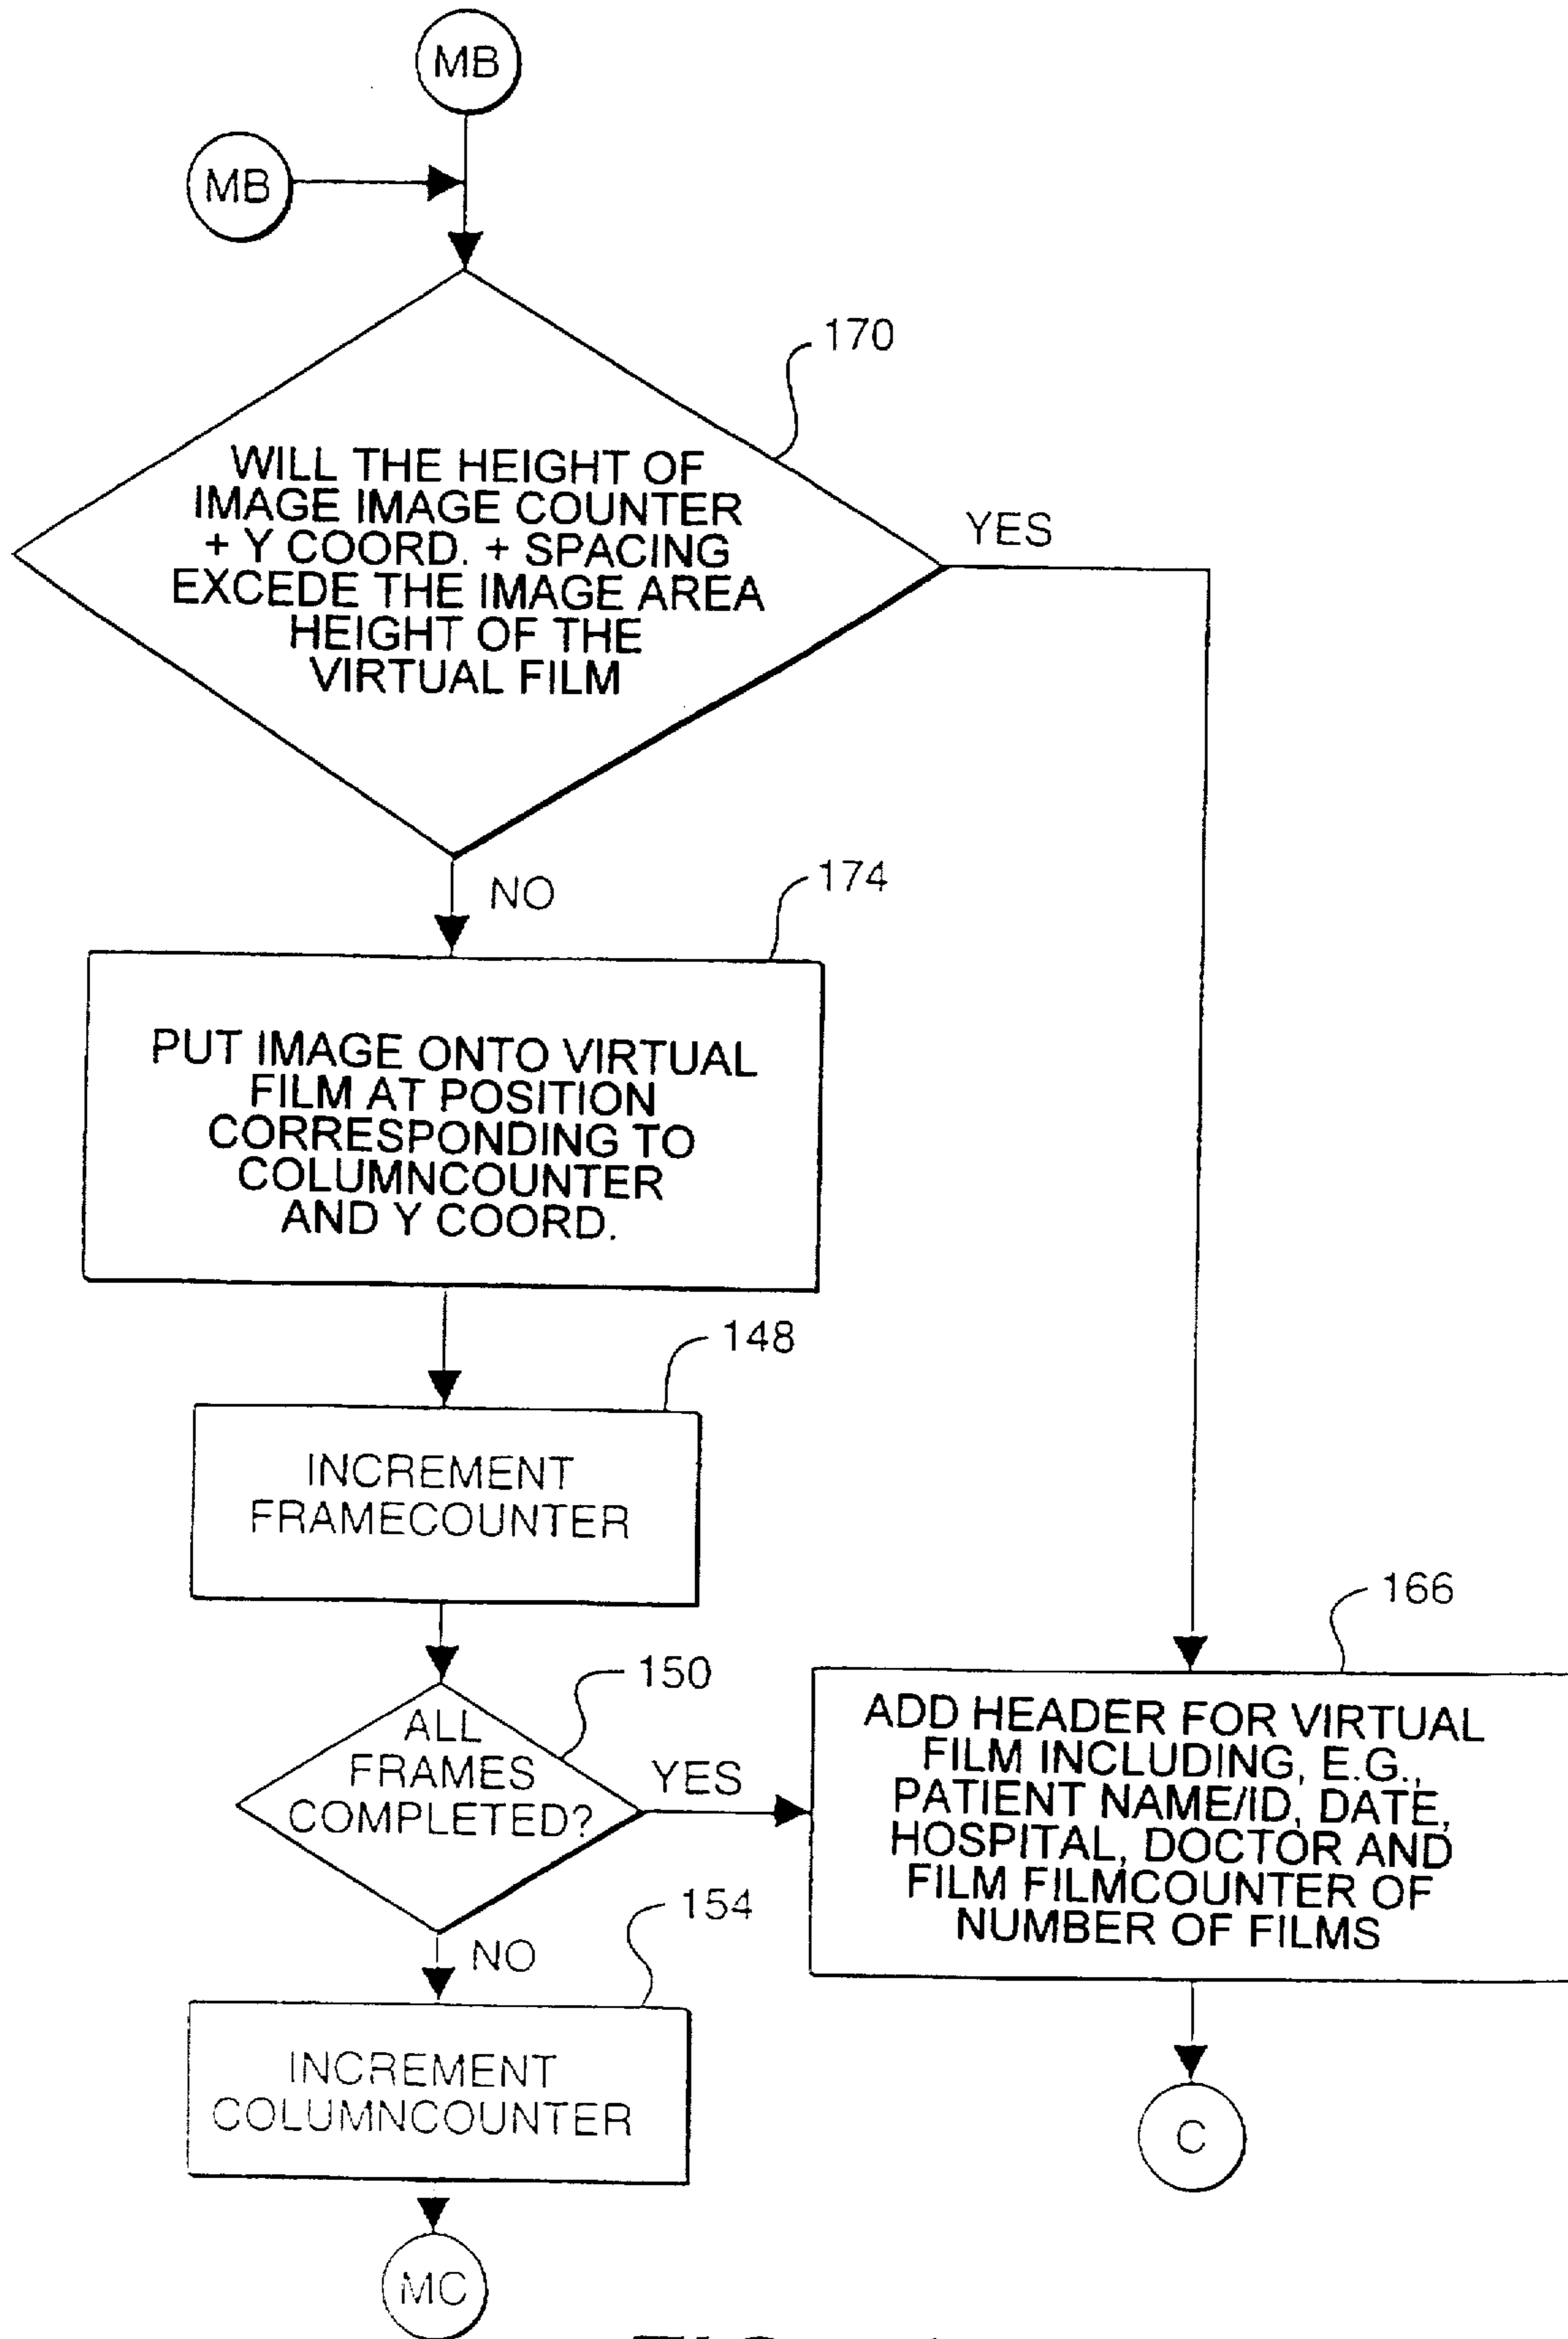 MB
MB
170
WILL THE HEIGHT OF
IMAGE IMAGE COUNTER
+ Y COORD. + SPACING
EXCEDE THE IMAGE AREA
HEIGHT OF THE
VIRTUAL FILM
YES
NO
174
PUT IMAGE ONTO VIRTUAL
FILM AT POSITION
CORRESPONDING TO
COLUMNCOUNTER
AND Y COORD.
148
INCREMENT
FRAMECOUNTER
150
ALL
FRAMES
COMPLETED?
YES
166
ADD HEADER FOR VIRTUAL
FILM INCLUDING, E.G.,
PATIENT NAME/ID, DATE,
HOSPITAL, DOCTOR AND
FILM FILMCOUNTER OF
NUMBER OF FILMS
NO
154
INCREMENT
COLUMNCOUNTER
C
MC